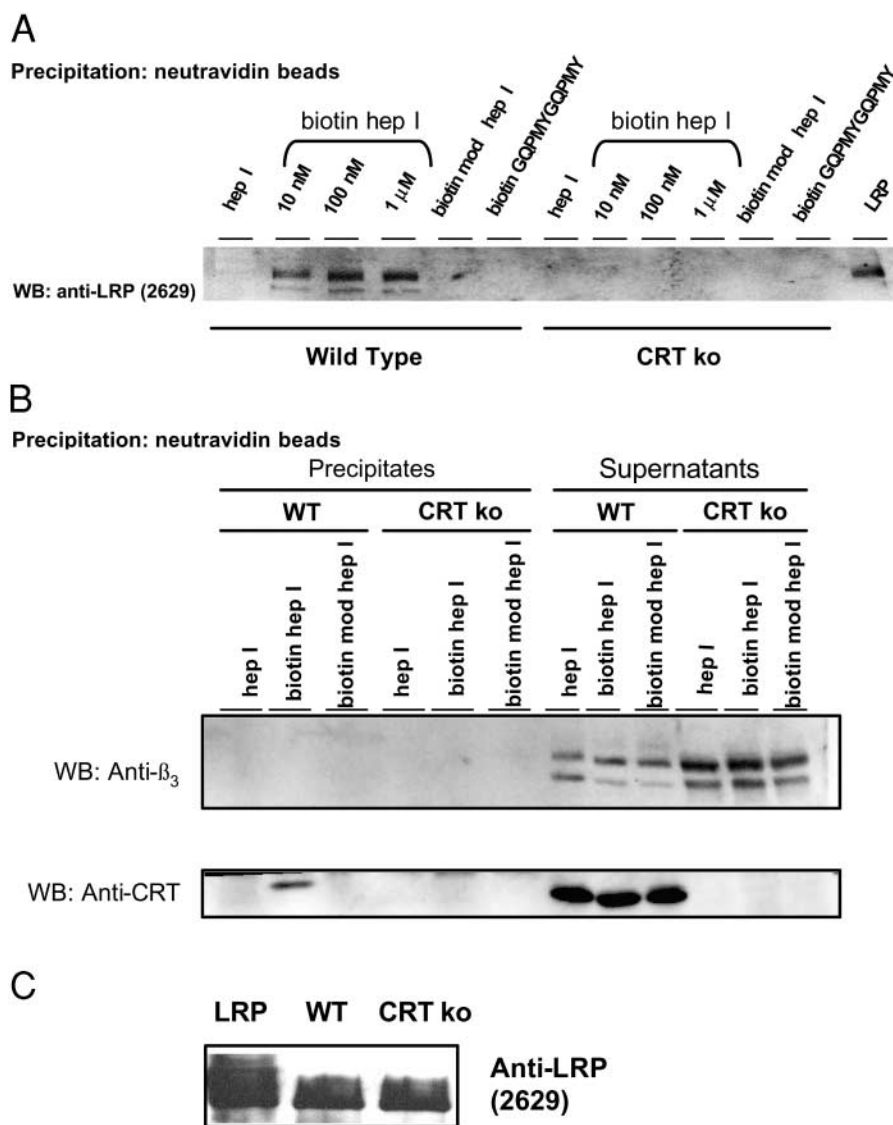 A
Precipitation: neutravidin beads
biotin hep I
biotin hep I
hep I
10 nM
100 nM
1 µM
biotin mod hep I
biotin GQPMYGQPMY
hep I
10 nM
100 nM
1 µM
biotin mod hep I
biotin GQPMYGQPMY
LRP
WB: anti-LRP (2629)
Wild Type
CRT ko
B
Precipitation: neutravidin beads
Precipitates
Supernatants
WT
CRT ko
WT
CRT ko
hep I
biotin hep I
biotin mod hep I
hep I
biotin hep I
biotin mod hep I
hep I
biotin hep I
biotin mod hep I
hep I
biotin hep I
biotin mod hep I
WB: Anti-ß₃
WB: Anti-CRT
C
LRP
WT
CRT ko
Anti-LRP
(2629)